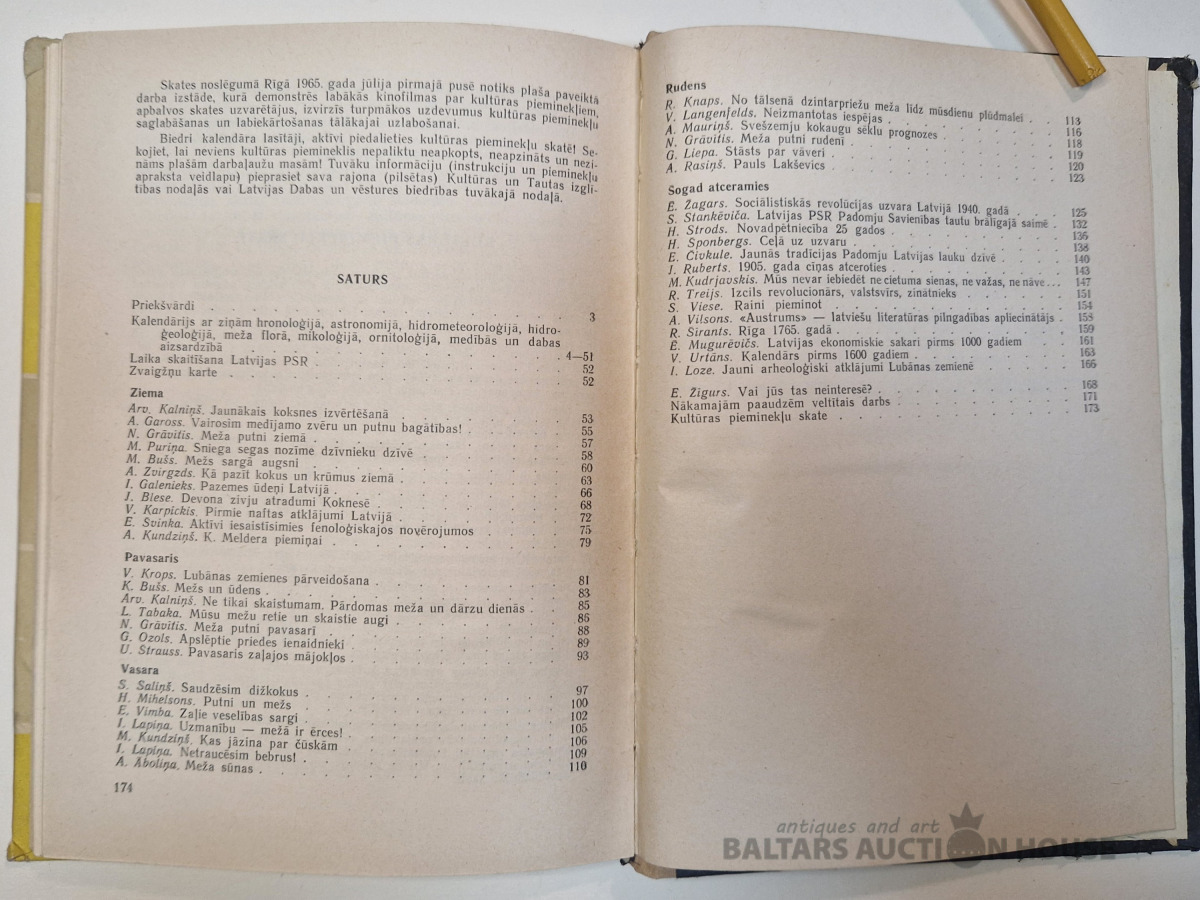 Skates noslēgumā Rīgā 1965. gada jūlija pirmajā pusē notiks plaša paveiktā
darba izstāde, kurā demonstrēs labākās kinofilmas par kultūras pieminekļiem,
apbalvos skates uzvarētājus, izvirzīs turpmākos uzdevumus kultūras pieminekļu
saglabāšanas un labiekārtošanas tālākajai uzlabošanai.
Biedri kalendāra lasītāji, aktīvi piedalieties kultūras pieminekļu skatē! Se-
kojiet, lai neviens kultūras piemineklis nepaliktu neapkopts, neapzināts un nezi-
nāms plašām darbaļaužu masām! Tuvāku informāciju (instrukciju un pieminekļu
apraksta veidlapu) pieprasiet sava rajona (pilsētas) Kultūras un Tautas izglī-
tības nodaļās vai Latvijas Dabas un vēstures biedrības tuvākajā nodaļā.
SATURS
Priekšvārdi . . . . . . . . . . 3
Kalendārijs ar ziņām hronoloģijā, astronomijā, hidrometeoroloģijā, hidro-
ģeoloģijā, meža florā, mikoloģijā, ornitoloģijā, medībās un dabas
aizsardzībā . . . . . . . . . . 4—51
Laika skaitīšana Latvijas PSR . . . . . . . . . . 52
Zvaigžņu karte . . . . . . . . . . 52
Ziema
Arv. Kalniņš. Jaunākais koksnes izvērtēšanā . . . . . . 53
A. Gaross. Vairosim medījamo zvēru un putnu bagātības! . . . . 55
N. Grāvītis. Meža putni ziemā . . . . . . . . 57
M. Puriņa. Sniega segas nozīme dzīvnieku dzīvē . . . . . 58
M. Bušs. Mežs sargā augsni . . . . . . . . 60
A. Zvirgzds. Kā pazīt kokus un krūmus ziemā . . . . . 63
I. Galenieks. Pazemes ūdeņi Latvijā . . . . . . . 66
J. Blese. Devona zivju atradumi Koknesē . . . . . . 68
V. Karpickis. Pirmie naftas atklājumi Latvijā . . . . . 72
E. Svinka. Aktīvi iesaistīsimies fenoloģiskajos novērojumos . . . 75
A. Kundziņš. K. Meldera piemiņai . . . . . . . 79
Pavasaris
V. Krops. Lubānas zemienes pārveidošana . . . . . . 81
K. Bušs. Mežs un ūdens . . . . . . . . . 83
Arv. Kalniņš. Ne tikai skaistumam. Pārdomas meža un dārzu dienās . . 85
L. Tabaka. Mūsu mežu retie un skaistie augi . . . . . 86
N. Grāvītis. Meža putni pavasarī . . . . . . . 88
G. Ozols. Apslēptie priedes ienaidnieki . . . . . . 89
U. Strauss. Pavasaris zaļajos mājokļos . . . . . . 93
Vasara
S. Saliņš. Saudzēsim dižkokus . . . . . . . . 97
H. Mihelsons. Putni un mežs . . . . . . . . 100
E. Vimba. Zaļie veselības sargi . . . . . . . 102
I. Lapiņa. Uzmanību — mežā ir ērces! . . . . . . 105
M. Kundziņš. Kas jāzina par čūskām . . . . . . 106
I. Lapiņa. Netraucēsim bebrus! . . . . . . . 109
A. Āboliņa. Meža sūnas . . . . . . . . . 110
174
Rudens
R. Knaps. No tālsenā dzintarpriežu meža līdz mūsdienu plūdmalei . . 113
V. Langenfelds. Neizmantotas iespējas . . . . . . 116
A. Mauriņš. Svešzemju kokaugu sēklu prognozes . . . . . 118
N. Grāvītis. Meža putni rudenī . . . . . . . 119
G. Liepa. Stāsts par vāveri . . . . . . . . 120
A. Rasiņš. Pauls Lakševics . . . . . . . . 123
Šogad atceramies
E. Žagars. Sociālistiskās revolūcijas uzvara Latvijā 1940. gadā . . . 125
S. Stankēviča. Latvijas PSR Padomju Savienības tautu brālīgajā saimē . 132
H. Strods. Novadpētniecība 25 gados . . . . . . . 136
H. Sponbergs. Ceļā uz uzvaru . . . . . . . . 138
E. Čivkule. Jaunās tradīcijas Padomju Latvijas lauku dzīvē . . . 140
J. Ruberts. 1905. gada cīņas atceroties . . . . . . 143
M. Kudrjavskis. Mūs nevar iebiedēt ne cietuma sienas, ne važas, ne nāve... 147
R. Treijs. Izcils revolucionārs, valstsvīrs, zinātnieks . . . . 151
S. Viese. Raini pieminot . . . . . . . . . 154
A. Vilsons. «Austrums» — latviešu literatūras pilngadības apliecinātājs . 158
R. Širants. Rīga 1765. gadā . . . . . . . . 159
Ē. Mugurēvičs. Latvijas ekonomiskie sakari pirms 1000 gadiem . . 161
V. Urtāns. Kalendārs pirms 1600 gadiem . . . . . . 163
I. Loze. Jauni arheoloģiski atklājumi Lubānas zemienē . . . . 166
E. Žīgurs. Vai jūs tas neinteresē? . . . . . . . 168
Nākamajām paaudzēm veltītais darbs . . . . . . . 171
Kultūras pieminekļu skate . . . . . . . . . 173
antiques and art
BALTARS AUCTION HOUSE